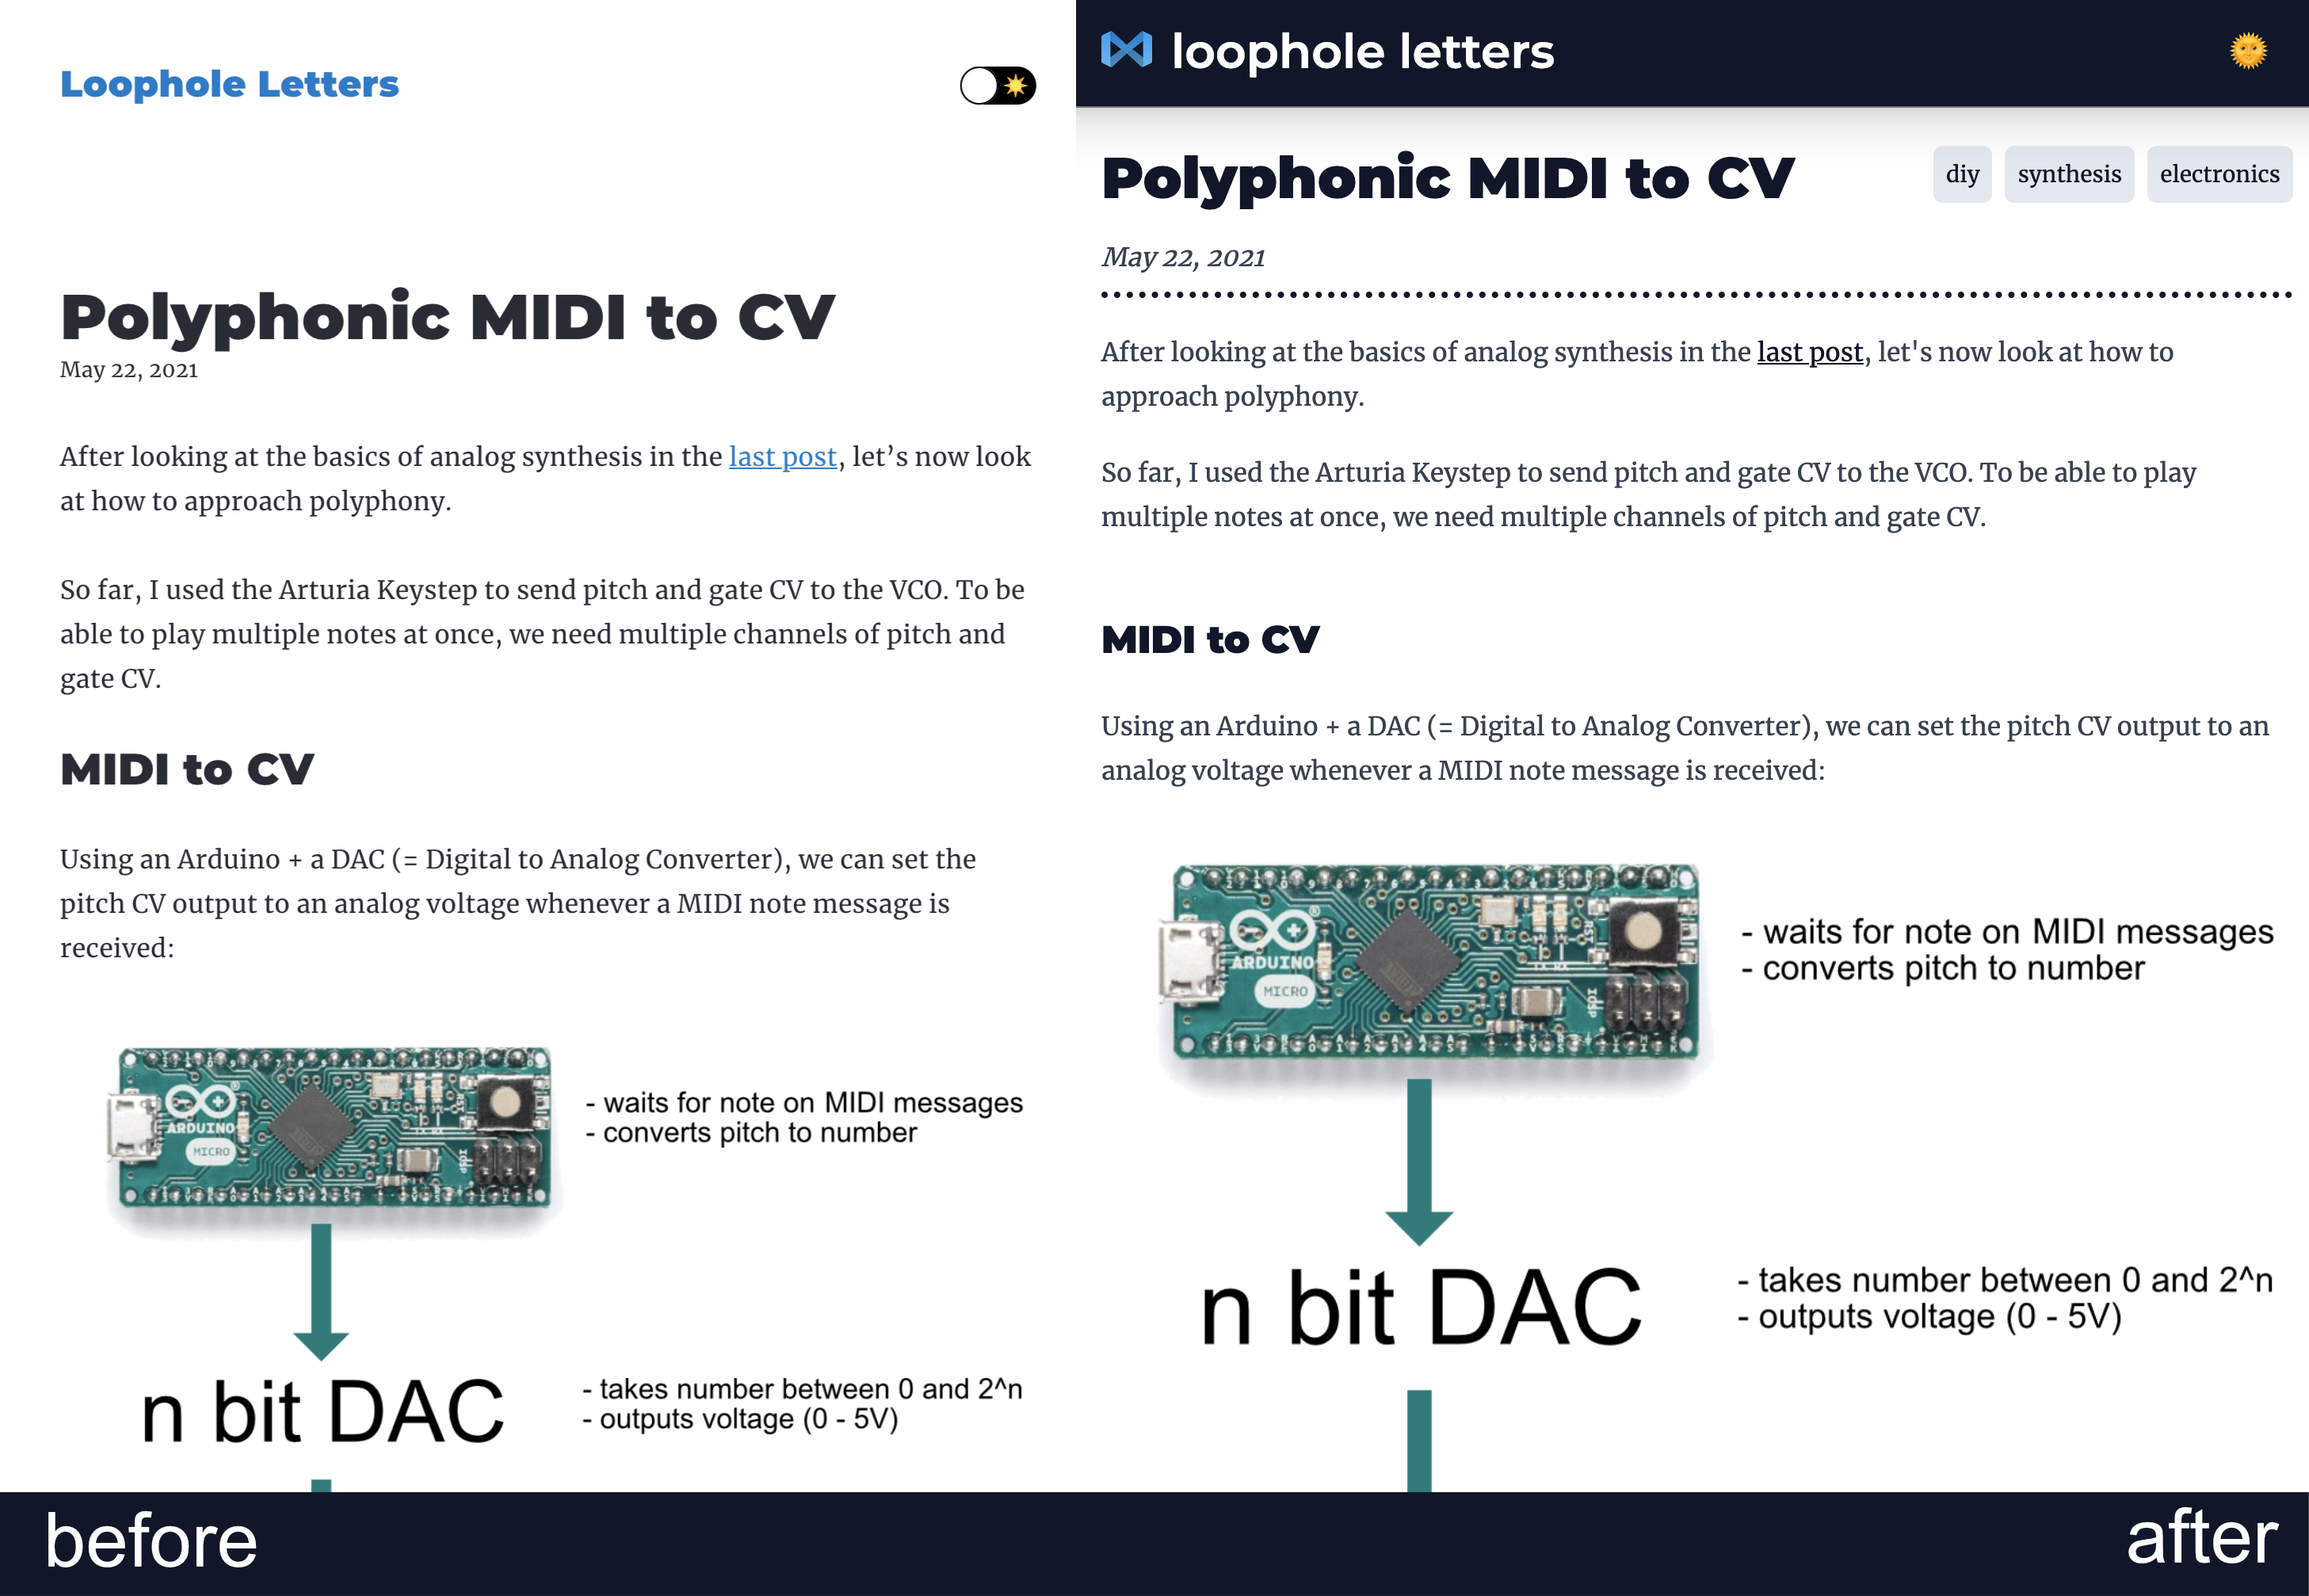 Loophole Letters
Polyphonic MIDI to CV
May 22, 2021
After looking at the basics of analog synthesis in the last post, let’s now look
at how to approach polyphony.
So far, I used the Arturia Keystep to send pitch and gate CV to the VCO. To be
able to play multiple notes at once, we need multiple channels of pitch and
gate CV.
MIDI to CV
Using an Arduino + a DAC (= Digital to Analog Converter), we can set the
pitch CV output to an analog voltage whenever a MIDI note message is
received:
ARDUINO
MICRO
- waits for note on MIDI messages
- converts pitch to number
n bit DAC
- takes number between 0 and 2^n
- outputs voltage (0 - 5V)
before
loophole letters
Polyphonic MIDI to CV
diy
synthesis
electronics
May 22, 2021
After looking at the basics of analog synthesis in the last post, let's now look at how to
approach polyphony.
So far, I used the Arturia Keystep to send pitch and gate CV to the VCO. To be able to play
multiple notes at once, we need multiple channels of pitch and gate CV.
MIDI to CV
Using an Arduino + a DAC (= Digital to Analog Converter), we can set the pitch CV output to an
analog voltage whenever a MIDI note message is received:
ARDUINO
MICRO
- waits for note on MIDI messages
- converts pitch to number
n bit DAC
- takes number between 0 and 2^n
- outputs voltage (0 - 5V)
after